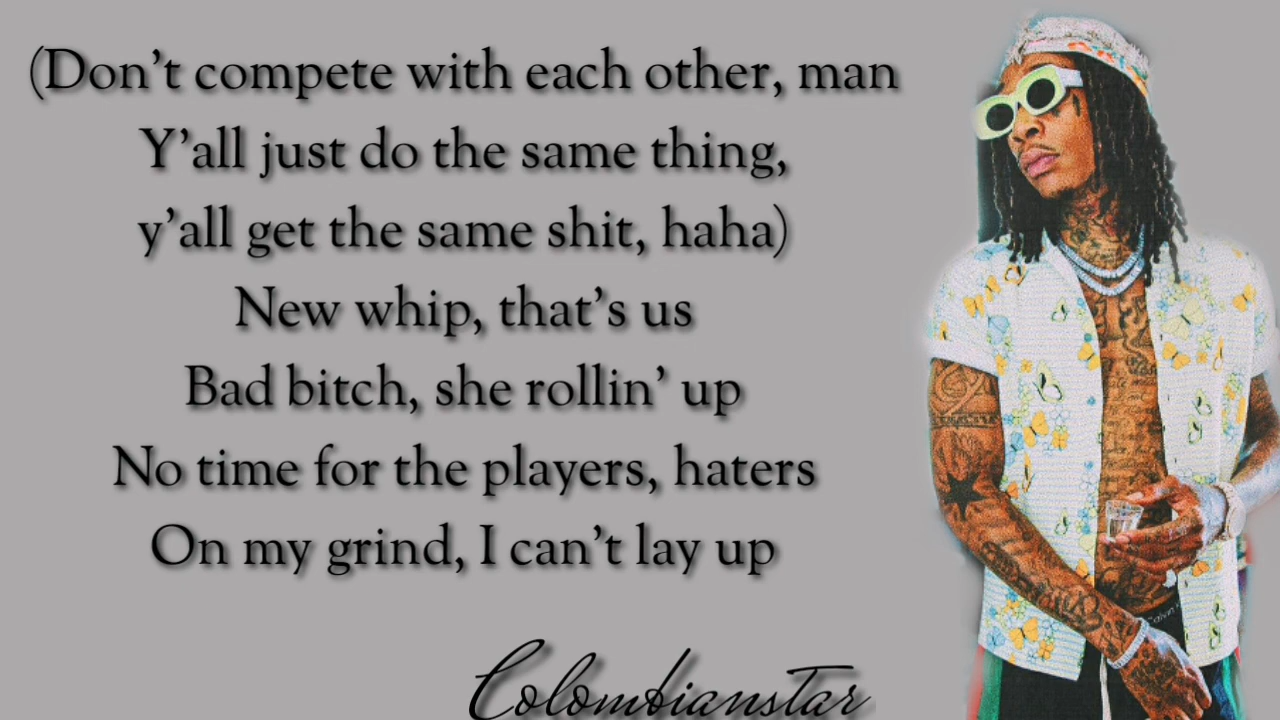 (Don’t compete with each other, man
Y’all just do the same thing,
y’all get the same shit, haha)
New whip, that’s us
Bad bitch, she rollin’ up
No time for the players, haters
On my grind, I can’t lay up
Colombianstar